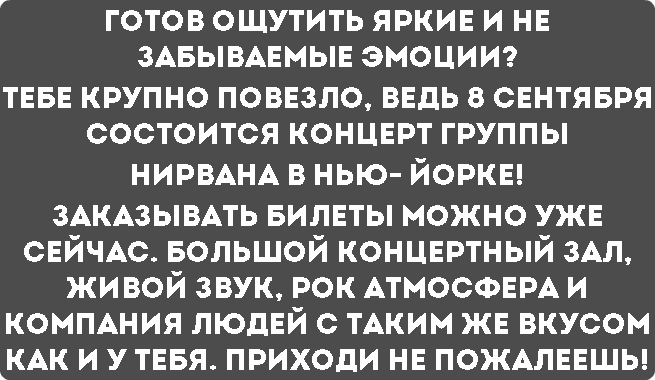 ГОТОВ ОЩУТИТЬ ЯРКИЕ И НЕ
ЗАБЫВАЕМЫЕ ЭМОЦИИ?
ТЕБЕ КРУПНО ПОВЕЗЛО, ВЕДЬ 8 СЕНТЯБРЯ
СОСТОИТСЯ КОНЦЕРТ ГРУППЫ
НИРВАНА В НЬЮ- ЙОРКЕ!
ЗАКАЗЫВАТЬ БИЛЕТЫ МОЖНО УЖЕ
СЕЙЧАС. БОЛЬШОЙ КОНЦЕРТНЫЙ ЗАЛ,
ЖИВОЙ ЗВУК, РОК АТМОСФЕРА И
КОМПАНИЯ ЛЮДЕЙ С ТАКИМ ЖЕ ВКУСОМ
КАК И У ТЕБЯ. ПРИХОДИ НЕ ПОЖАЛЕЕШЬ!